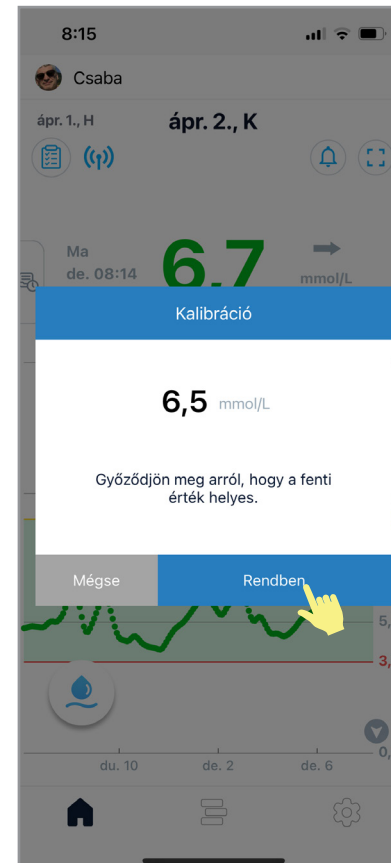 8:15
Csaba
ápr. 1., H
ápr. 2., K
Ma
de. 08:14
6,7
mmol/L
Kalibráció
6,5 mmol/L
Győződjön meg arról, hogy a fenti
érték helyes.
Mégse
Rendben
5,
3,
0,
du. 10
de. 2
de. 6